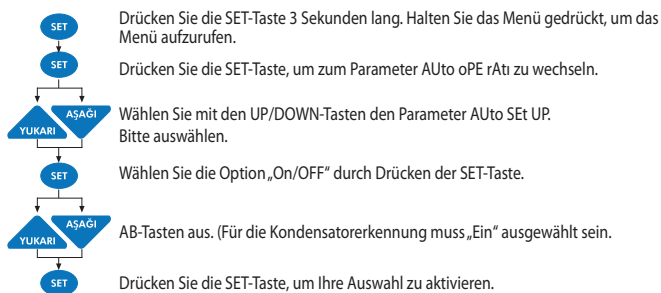 SET
Drücken Sie die SET-Taste 3 Sekunden lang. Halten Sie das Menü gedrückt, um das
Menü aufzurufen.
SET
Drücken Sie die SET-Taste, um zum Parameter AUto oPE rAtı zu wechseln.
YUKARI
AŞAĞI
Wählen Sie mit den UP/DOWN-Tasten den Parameter AUto SEt UP.
Bitte auswählen.
SET
Wählen Sie die Option „On/OFF“ durch Drücken der SET-Taste.
YUKARI
AŞAĞI
AB-Tasten aus. (Für die Kondensatorerkennung muss „Ein“ ausgewählt sein.
SET
Drücken Sie die SET-Taste, um Ihre Auswahl zu aktivieren.